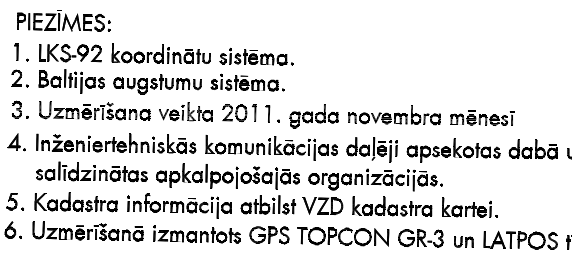 PIEZĪMES:
1. LKS-92 koordinātu sistēma.
2. Baltijas augstumu sistēma.
3. Uzmērīšana veikta 2011. gada novembra mēnesī
4. Inženiertehniskās komunikācijas daļēji apsekotas dabā u
salīdzinātas apkalpojošajās organizācijās.
5. Kadastra informācija atbilst VZD kadastra kartei.
6. Uzmērīšanā izmantots GPS TOPCON GR-3 un LATPOS tī